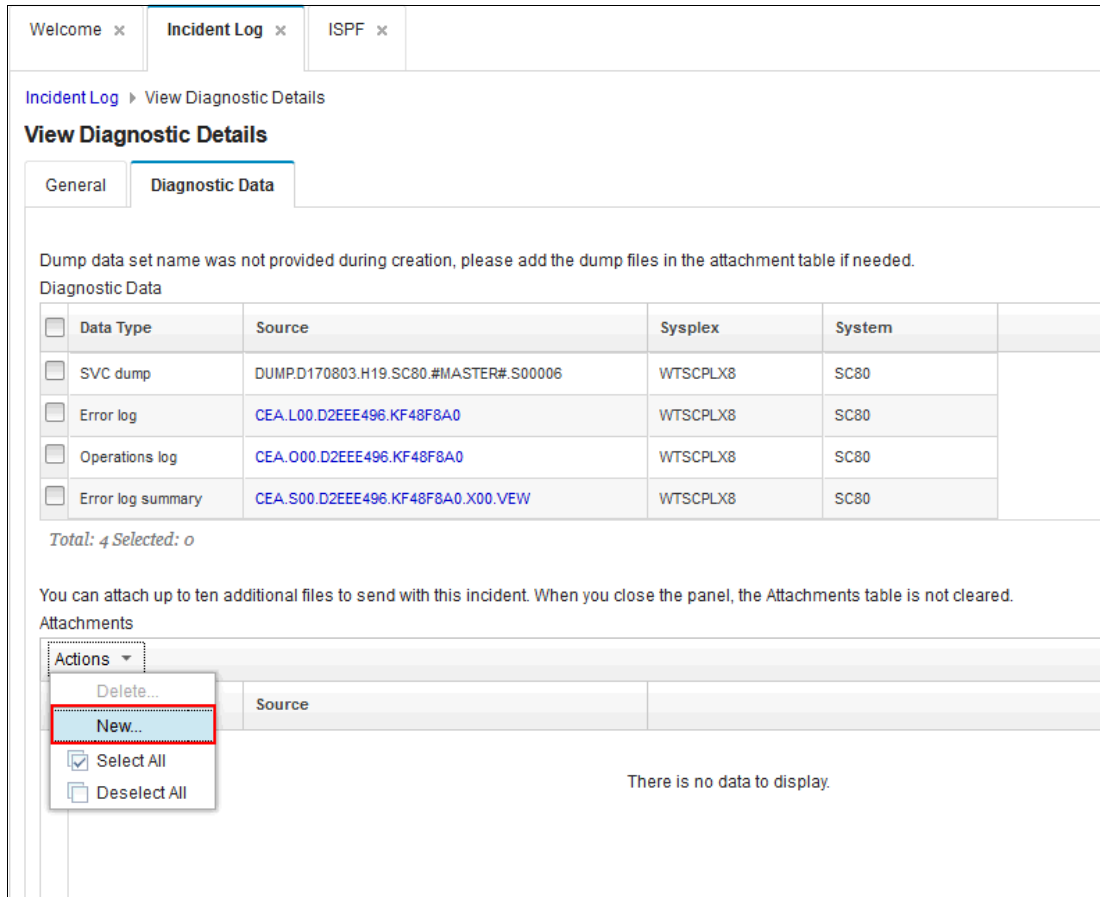 Welcome × Incident Log × ISPF ×
Incident Log ▸ View Diagnostic Details
View Diagnostic Details
General Diagnostic Data
Dump data set name was not provided during creation, please add the dump files in the attachment table if needed.
Diagnostic Data
Data Type Source Sysplex System
SVC dump DUMP.D170803.H19.SC80.#MASTER#.S00006 WTSCPLX8 SC80
Error log CEA.L00.D2EEE496.KF48F8A0 WTSCPLX8 SC80
Operations log CEA.O00.D2EEE496.KF48F8A0 WTSCPLX8 SC80
Error log summary CEA.S00.D2EEE496.KF48F8A0.X00.VEW WTSCPLX8 SC80
Total: 4 Selected: 0
You can attach up to ten additional files to send with this incident. When you close the panel, the Attachments table is not cleared.
Attachments
Actions
Delete...
Source
New...
Select All
There is no data to display.
Deselect All